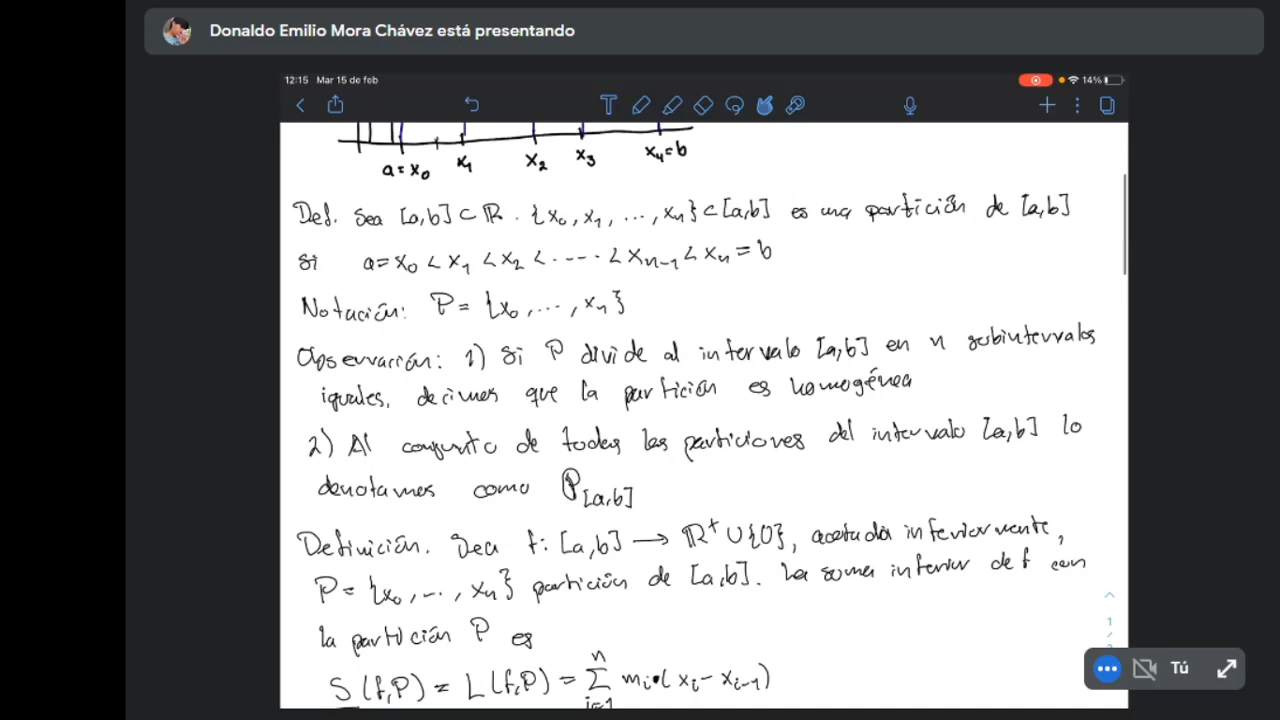 Donaldo Emilio Mora Chávez está presentando
12:15 Mar 15 de feb
14%
a = x₀ x₁ x₂ x₃ x₄ = b
Def. Sea [a,b] ⊂ ℝ. {x₀, x₁, ..., xₙ} ⊂ [a,b] es una partición de [a,b]
si a = x₀ < x₁ < x₂ < ..... < xₙ₋₁ < xₙ = b
Notación: P = {x₀, ..., xₙ}
Observación: 1) Si P divide al intervalo [a,b] en n subintervalos
iguales, decimos que la partición es homogénea
2) Al conjunto de todas las particiones del intervalo [a,b] lo
denotamos como P[a,b]
Definición. Sea f: [a,b] → ℝ⁺ ∪ {0}, acotada inferiormente,
P = {x₀, ..., xₙ} partición de [a,b]. La suma inferior de f con
la partición P es
S(f,P) = L(f,P) = ∑ᵢ₌₁ⁿ mᵢ•(xᵢ - xᵢ₋₁)
1
Tú